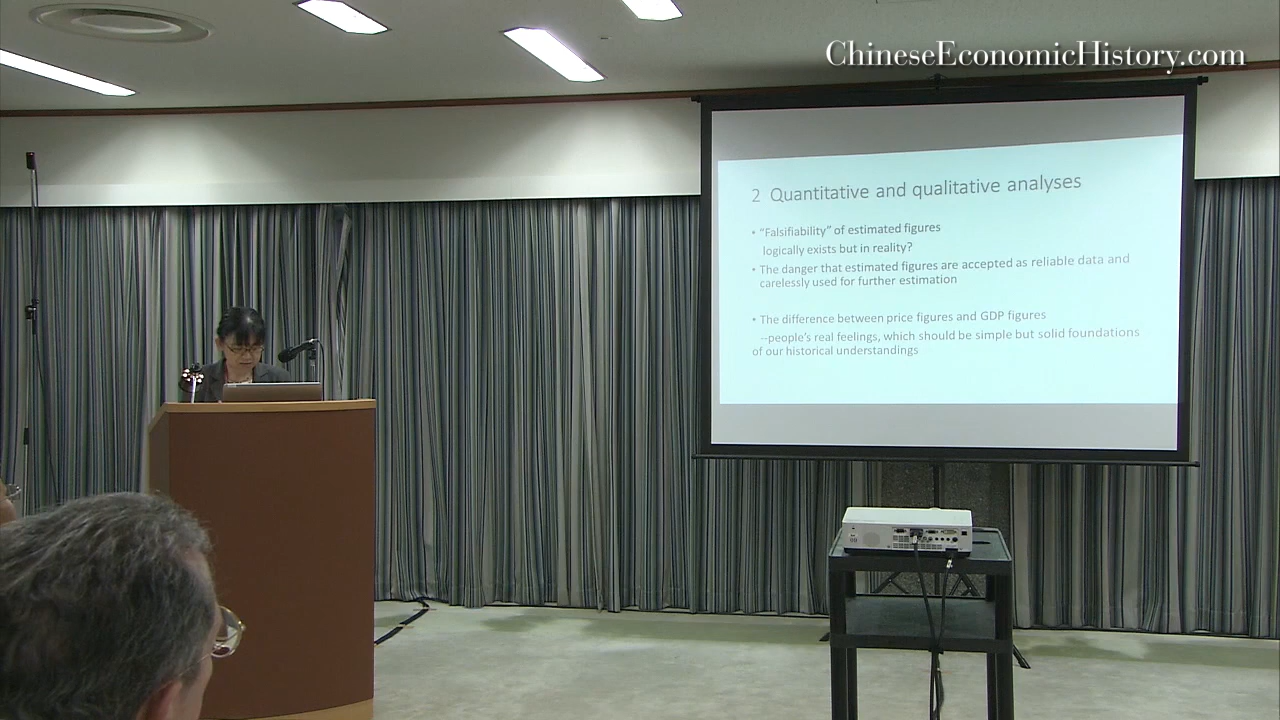 ChineseEconomicHistory.com
2 Quantitative and qualitative analyses
• “Falsifiability” of estimated figures
logically exists but in reality?
• The danger that estimated figures are accepted as reliable data and
carelessly used for further estimation
• The difference between price figures and GDP figures
--people's real feelings, which should be simple but solid foundations
of our historical understandings